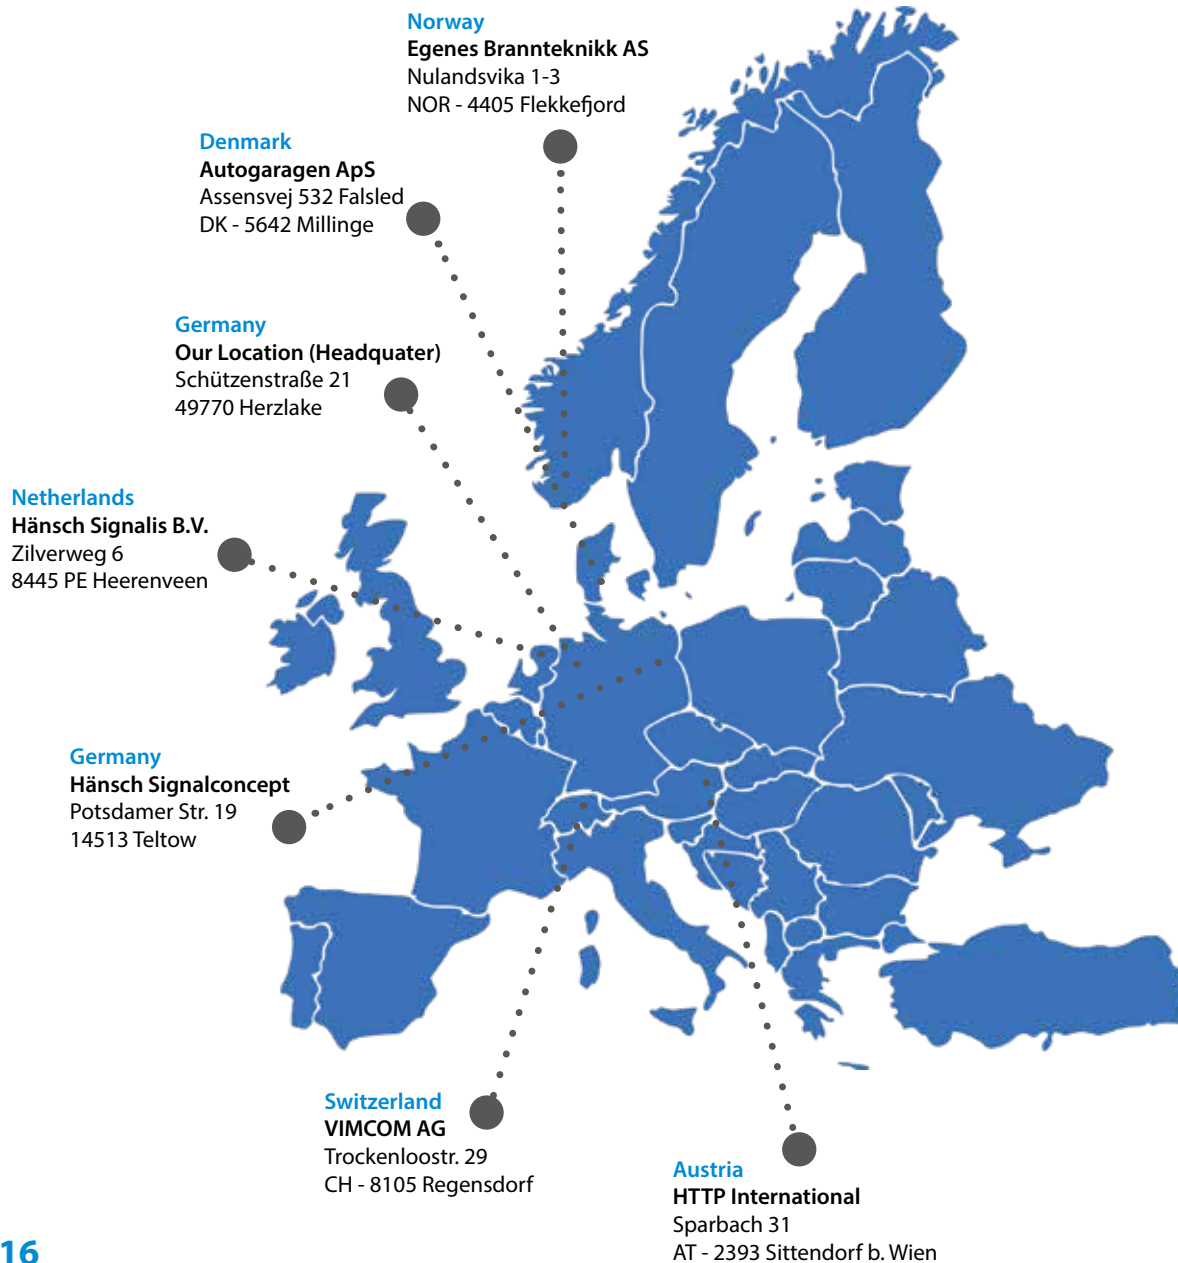 Norway
Egenes Brannteknikk AS
Nulandsvika 1-3
NOR - 4405 Flekkefjord
Denmark
Autogaragen ApS
Assensvej 532 Falsled
DK - 5642 Millinge
Germany
Our Location (Headquater)
Schützenstraße 21
49770 Herzlake
Netherlands
Hänsch Signalis B.V.
Zilverweg 6
8445 PE Heerenveen
Germany
Hänsch Signalconcept
Potsdamer Str. 19
14513 Teltow
Switzerland
VIMCOM AG
Trockenloostr. 29
CH - 8105 Regensdorf
Austria
HTTP International
Sparbach 31
AT - 2393 Sittendorf b. Wien
16